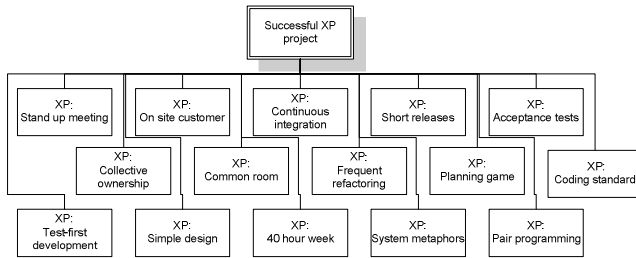 Successful XP
project
XP:
Stand up meeting
XP:
On site customer
XP:
Continuous
integration
XP:
Short releases
XP:
Acceptance tests
XP:
Collective
ownership
XP:
Common room
XP:
Frequent
refactoring
XP:
Planning game
XP:
Coding standard
XP:
Test-first
development
XP:
Simple design
XP:
40 hour week
XP:
System metaphors
XP:
Pair programming